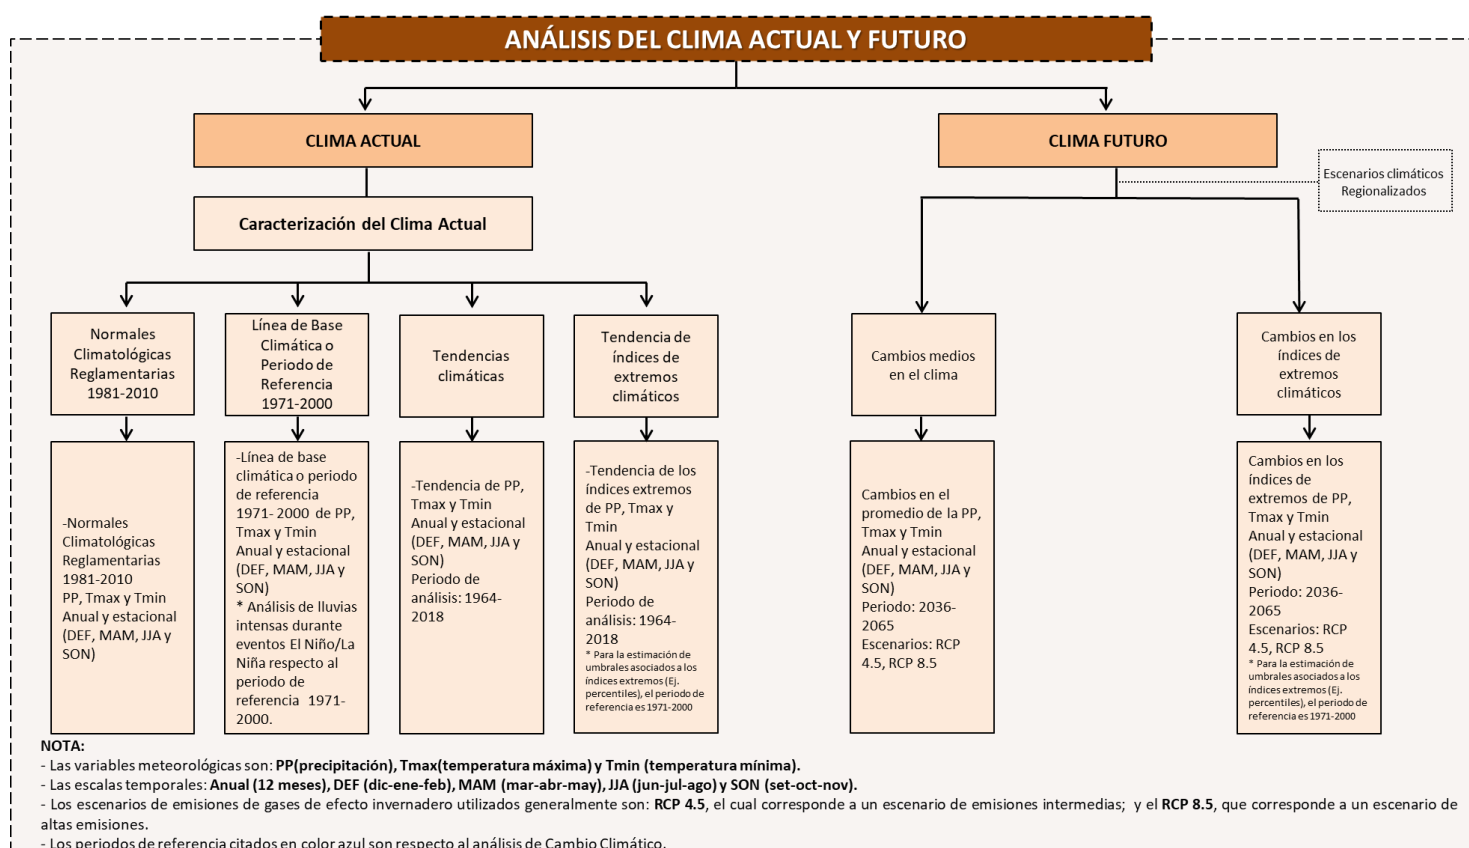 ANÁLISIS DEL CLIMA ACTUAL Y FUTURO
CLIMA ACTUAL
CLIMA FUTURO
Escenarios climáticos
Regionalizados
Caracterización del Clima Actual
Normales
Climatológicas
Reglamentarias
1981-2010
Línea de Base
Climática o
Periodo de
Referencia
1971-2000
Tendencias
climáticas
Tendencia de
índices de
extremos
climáticos
Cambios medios
en el clima
Cambios en los
índices de
extremos
climáticos
-Normales
Climatológicas
Reglamentarias
1981-2010
PP, Tmax y Tmin
Anual y estacional
(DEF, MAM, JJA y
SON)
-Línea de base
climática o periodo
de referencia
1971- 2000 de PP,
Tmax y Tmin
Anual y estacional
(DEF, MAM, JJA y
SON)
* Análisis de lluvias
intensas durante
eventos El Niño/La
Niña respecto al
periodo de
referencia 1971-
2000.
-Tendencia de PP,
Tmax y Tmin
Anual y estacional
(DEF, MAM, JJA y
SON)
Periodo de
análisis: 1964-
2018
-Tendencia de los
índices extremos
de PP, Tmax y
Tmin
Anual y estacional
(DEF, MAM, JJA y
SON)
Periodo de
análisis: 1964-
2018
* Para la estimación de
umbrales asociados a los
índices extremos (Ej.
percentiles), el periodo de
referencia es 1971-2000
Cambios en el
promedio de la PP,
Tmax y Tmin
Anual y estacional
(DEF, MAM, JJA y
SON)
Periodo: 2036-
2065
Escenarios: RCP
4.5, RCP 8.5
Cambios en los
índices de
extremos de PP,
Tmax y Tmin
Anual y estacional
(DEF, MAM, JJA y
SON)
Periodo: 2036-
2065
Escenarios: RCP
4.5, RCP 8.5
* Para la estimación de
umbrales asociados a los
índices extremos (Ej.
percentiles), el periodo de
referencia es 1971-2000
NOTA:
- Las variables meteorológicas son: PP(precipitación), Tmax(temperatura máxima) y Tmin (temperatura mínima).
- Las escalas temporales: Anual (12 meses), DEF (dic-ene-feb), MAM (mar-abr-may), JJA (jun-jul-ago) y SON (set-oct-nov).
- Los escenarios de emisiones de gases de efecto invernadero utilizados generalmente son: RCP 4.5, el cual corresponde a un escenario de emisiones intermedias; y el RCP 8.5, que corresponde a un escenario de
altas emisiones.
- Los periodos de referencia citados en color azul son respecto al análisis de Cambio Climático.